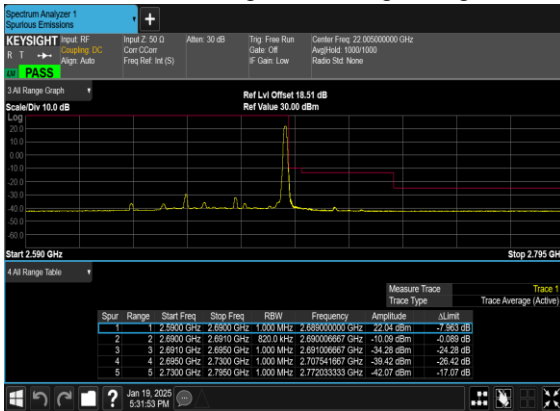 Spectrum Analyzer 1
Spurious Emissions
+
KEYSIGHT Input: RF Input Z: 50 Ω Atten: 30 dB Trig: Free Run Center Freq: 22.005000000 GHz
R T Coupling: DC Corr CCorr Gate: Off Avg|Hold: 1000/1000
Align: Auto Freq Ref: Int (S) IF Gain: Low Radio Std: None
PASS
3 All Range Graph Ref Lvl Offset 18.51 dB
Scale/Div 10.0 dB Ref Value 30.00 dBm
Log
20.0
10.0
0.00
-10.0
-20.0
-30.0
-40.0
-50.0
-60.0
Start 2.590 GHz Stop 2.795 GH
4 All Range Table
Measure Trace Trace 1
Trace Type Trace Average (Active)
Spur Range Start Freq Stop Freq RBW Frequency Amplitude ΔLimit
1 1 2.5900 GHz 2.6900 GHz 1.000 MHz 2.689000000 GHz 22.04 dBm -7.963 dB
2 2 2.6900 GHz 2.6910 GHz 820.0 kHz 2.690006667 GHz -10.09 dBm -0.089 dB
3 3 2.6910 GHz 2.6950 GHz 1.000 MHz 2.691006667 GHz -34.28 dBm -24.28 dB
4 4 2.6950 GHz 2.7300 GHz 1.000 MHz 2.707541667 GHz -39.42 dBm -26.42 dB
5 5 2.7300 GHz 2.7950 GHz 1.000 MHz 2.772033333 GHz -42.07 dBm -17.07 dB
? Jan 19, 2025
5:31:53 PM